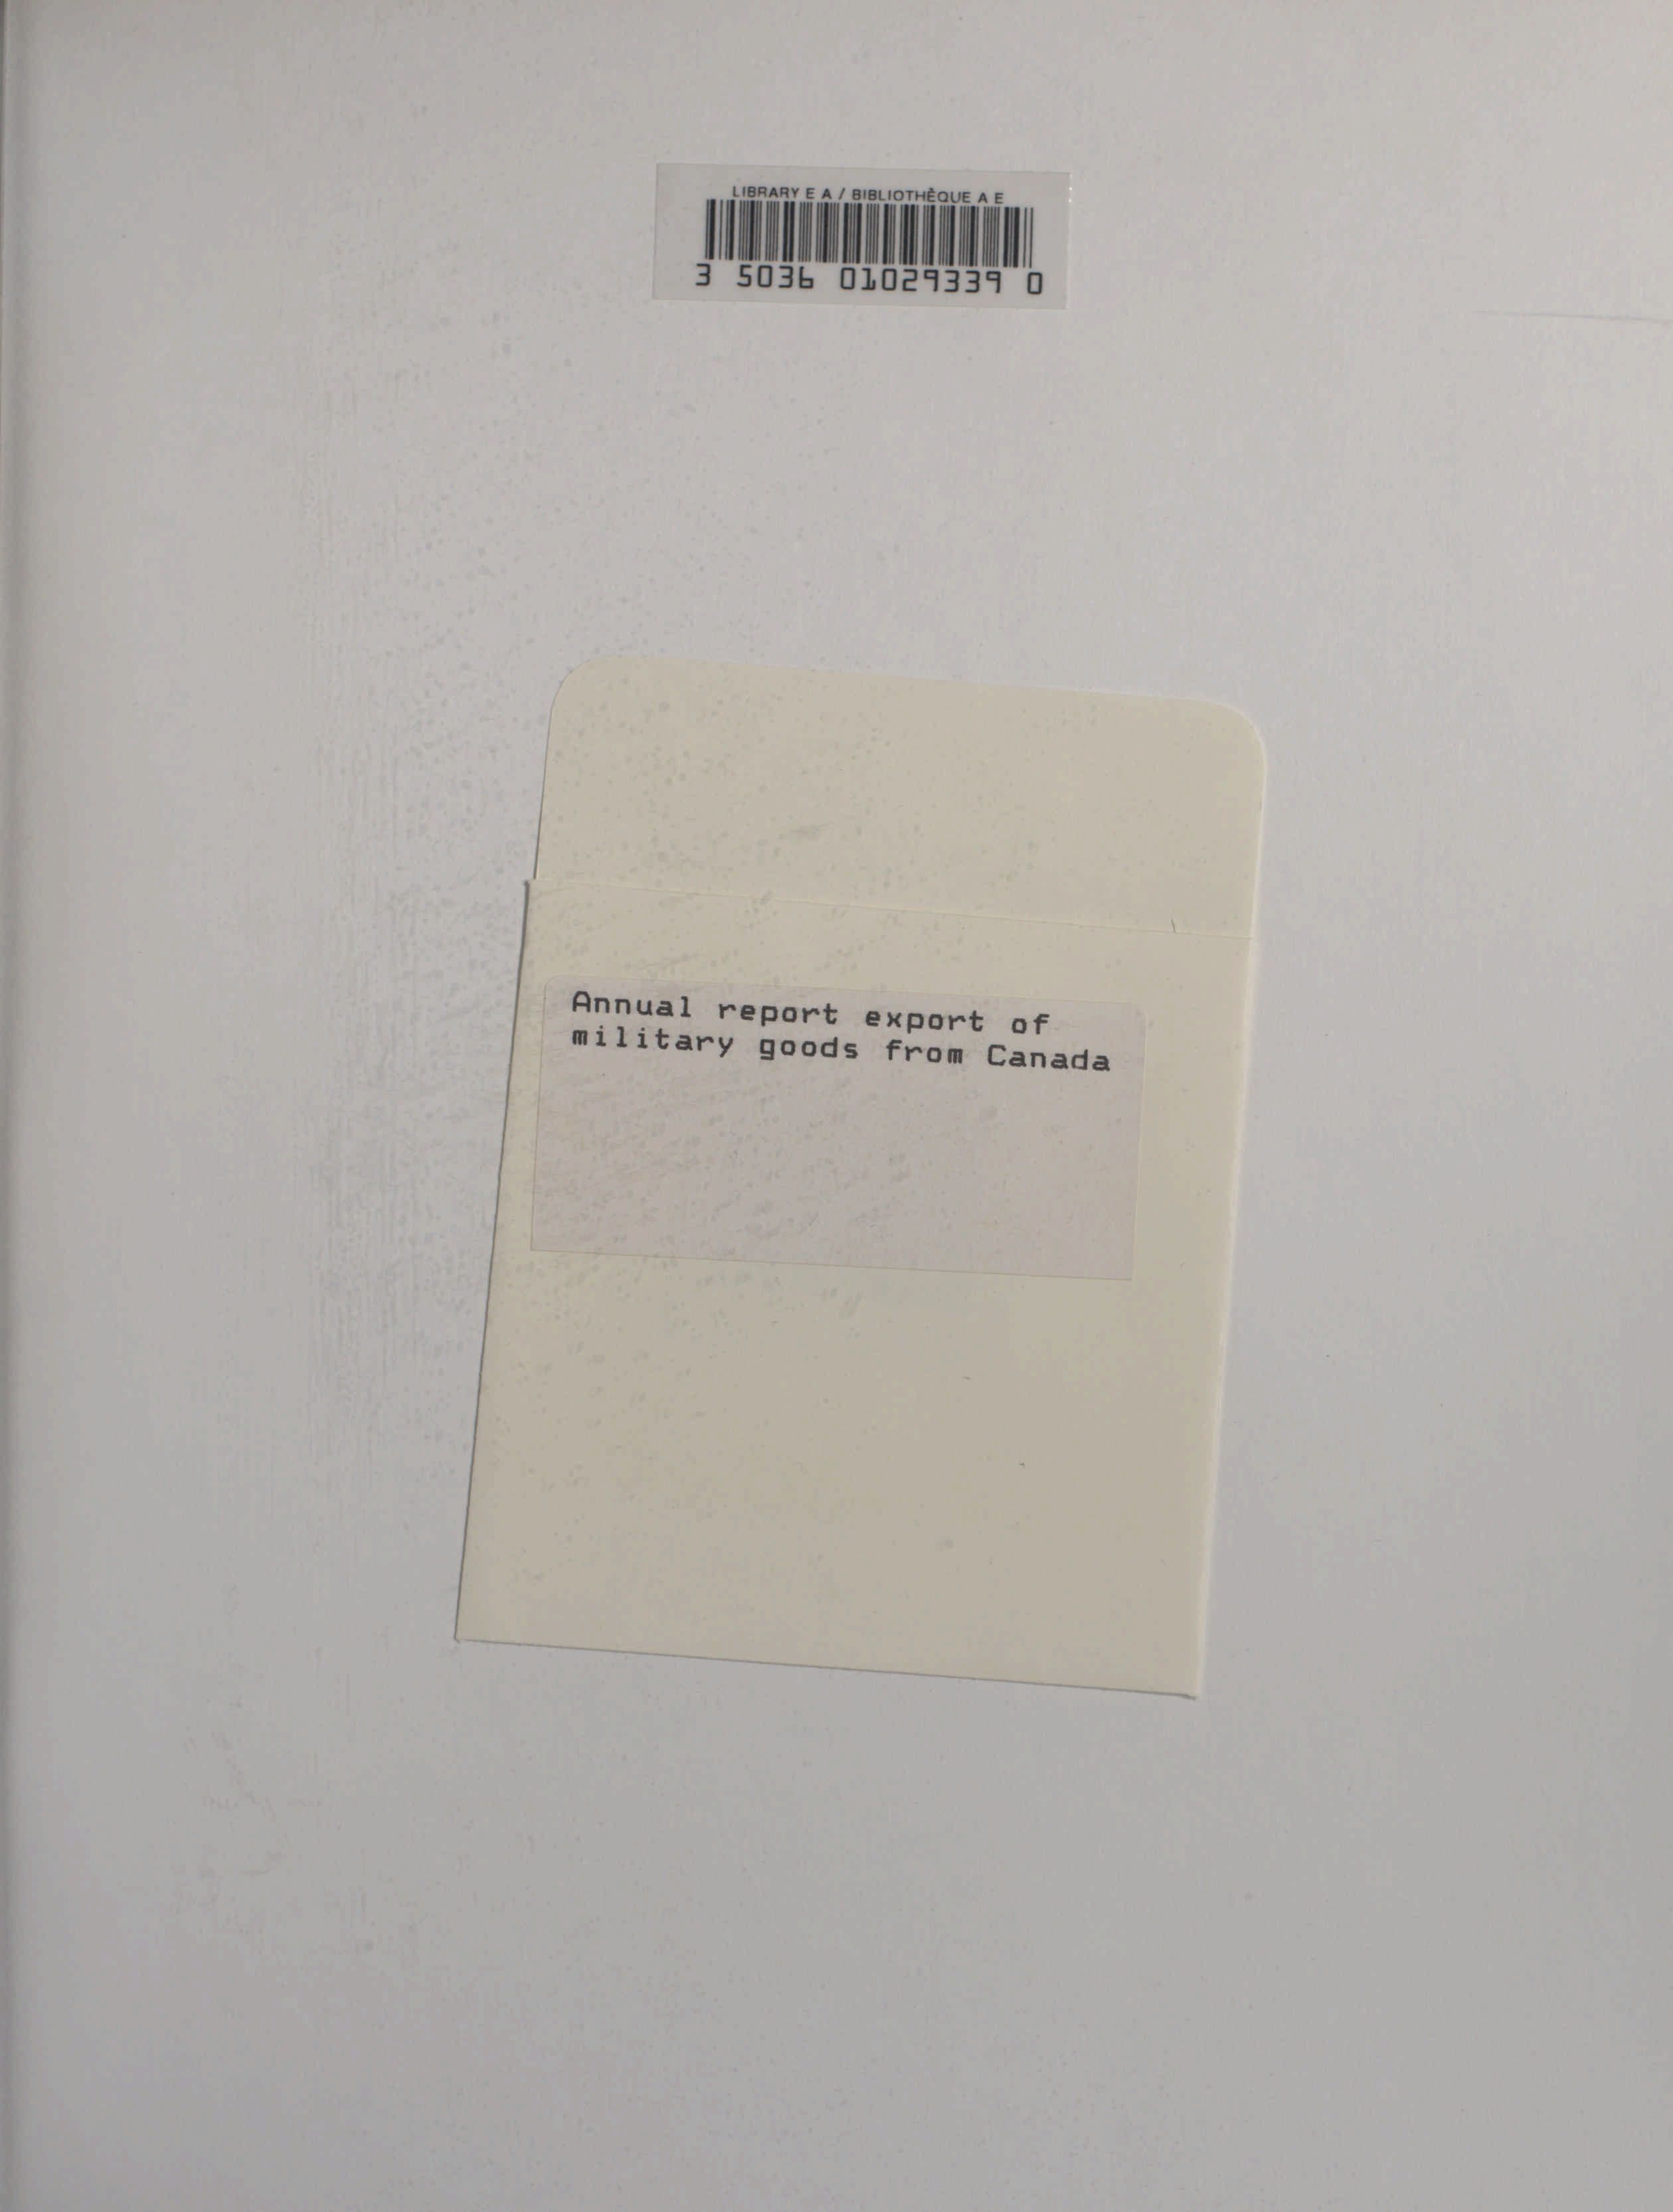 LIBRARY E A / BIBLIOTHÈQUE A E
3 5036 01029339 0
Annual report export of
military goods from Canada